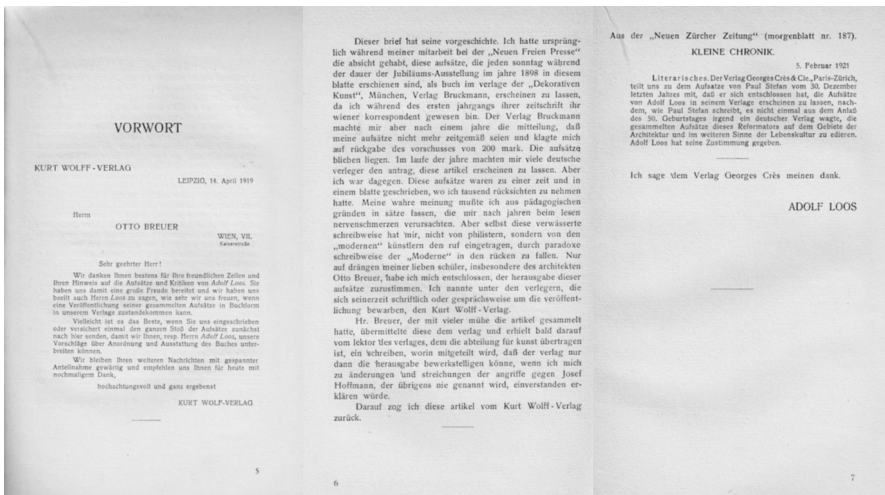 VORWORT
KURT WOLFF-VERLAG
LEIPZIG, 14. April 1919
Herrn
OTTO BREUER
WIEN, VII.
Kaiserstraße.
Sehr geehrter Herr!
Wir danken Ihnen bestens für Ihre freundlichen Zeilen und
Ihren Hinweis auf die Aufsätze und Kritiken von Adolf Loos. Sie
haben uns damit eine große Freude bereitet und wir haben uns
beeilt auch Herrn Loos zu sagen, wie sehr wir uns freuen, wenn
eine Veröffentlichung seiner gesammelten Aufsätze in Buchform
in unserem Verlage zustandekommen kann.
Vielleicht ist es das Beste, wenn Sie uns eingeschrieben
oder versichert einmal den ganzen Stoß der Aufsätze zunächst
nach hier senden, damit wir Ihnen, resp. Herrn Adolf Loos, unsere
Vorschläge über Anordnung und Ausstattung des Buches unter-
breiten können.
Wir bleiben Ihren weiteren Nachrichten mit gespannter
Anteilnahme gewärtig und empfehlen uns Ihnen für heute mit
nochmaligem Dank,
hochachtungsvoll und ganz ergebenst
KURT WOLF-VERLAG
5
Dieser brief hat seine vorgeschichte. Ich hatte ursprüng-
lich während meiner mitarbeit bei der „Neuen Freien Presse“
die absicht gehabt, diese aufsätze, die jeden sonntag während
der dauer der Jubiläums-Ausstellung im jahre 1898 in diesem
blatte erschienen sind, als buch im verlage der „Dekorativen
Kunst“, München, Verlag Bruckmann, erscheinen zu lassen,
da ich während des ersten jahrgangs ihrer zeitschrift ihr
wiener korrespondent gewesen bin. Der Verlag Bruckmann
machte mir aber nach einem jahre die mitteilung, daß
meine aufsätze nicht mehr zeitgemäß seien und klagte mich
auf rückgabe des vorschusses von 200 mark. Die aufsätze
blieben liegen. Im laufe der jahre machten mir viele deutsche
verleger den antrag, diese artikel erscheinen zu lassen. Aber
ich war dagegen. Diese aufsätze waren zu einer zeit und in
einem blatte geschrieben, wo ich tausend rücksichten zu nehmen
hatte. Meine wahre meinung mußte ich aus pädagogischen
gründen in sätze fassen, die mir nach jahren beim lesen
nervenschmerzen verursachten. Aber selbst diese verwässerte
schreibweise hat mir, nicht von philistern, sondern von den
„modernen“ künstlern den ruf eingetragen, durch paradoxe
schreibweise der „Moderne“ in den rücken zu fallen. Nur
auf drängen meiner lieben schüler, insbesondere des architekten
Otto Breuer, habe ich mich entschlossen, der herausgabe dieser
aufsätze zuzustimmen. Ich nannte unter den verlegern, die
sich seinerzeit schriftlich oder gesprächsweise um die veröffent-
lichung bewarben, den Kurt Wolff-Verlag.
Hr. Breuer, der mit vieler mühe die artikel gesammelt
hatte, übermittelte diese dem verlag und erhielt bald darauf
vom lektor des verlages, dem die abteilung für kunst übertragen
ist, ein schreiben, worin mitgeteilt wird, daß der verlag nur
dann die herausgabe bewerkstelligen könne, wenn ich mich
zu änderungen und streichungen der angriffe gegen Josef
Hoffmann, der übrigens nie genannt wird, einverstanden er-
klären würde.
Darauf zog ich diese artikel vom Kurt Wolff-Verlag
zurück.
6
Aus der „Neuen Zürcher Zeitung“ (morgenblatt nr. 187).
KLEINE CHRONIK.
5. Februar 1921
Literarisches. Der Verlag Georges Crès & Cie., Paris-Zürich,
teilt uns zu dem Aufsatze von Paul Stefan vom 30. Dezember
letzten Jahres mit, daß er sich entschlossen hat, die Aufsätze
von Adolf Loos in seinem Verlage erscheinen zu lassen, nach-
dem, wie Paul Stefan schreibt, es nicht einmal aus dem Anlaß
des 50. Geburtstages irgend ein deutscher Verlag wagte, die
gesammelten Aufsätze dieses Reformators auf dem Gebiete der
Architektur und im weiteren Sinne der Lebenskultur zu edieren.
Adolf Loos hat seine Zustimmung gegeben.
Ich sage dem Verlag Georges Crès meinen dank.
ADOLF LOOS
7